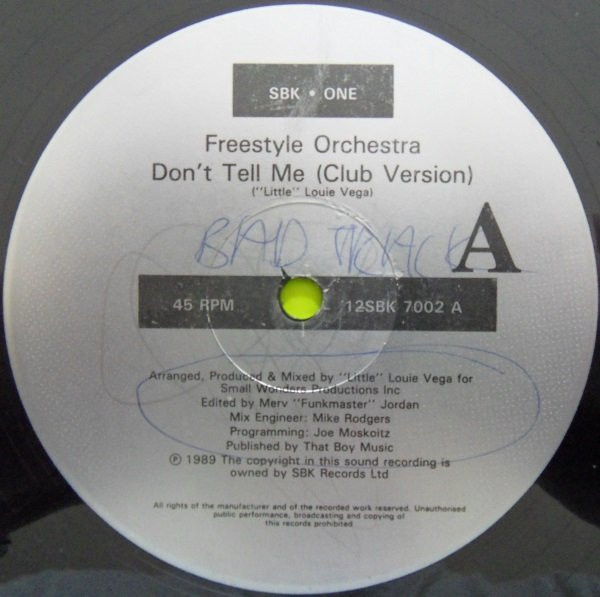 SBK • ONE
Freestyle Orchestra
Don't Tell Me (Club Version)
("Little" Louie Vega)
BAD TRACK
A
45 RPM 12SBK 7002 A
Arranged, Produced & Mixed by "Little" Louie Vega for
Small Wonders Productions Inc
Edited by Merv "Funkmaster" Jordan
Mix Engineer: Mike Rodgers
Programming: Joe Moskoitz
Published by That Boy Music
℗ 1989 The copyright in this sound recording is
owned by SBK Records Ltd
All rights of the manufacturer and of the recorded work reserved. Unauthorised
public performance, broadcasting and copying of
this records prohibited